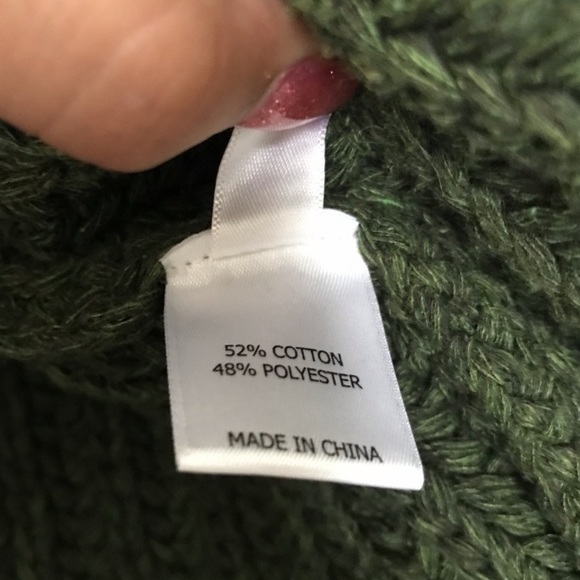 52% COTTON
48% POLYESTER
MADE IN CHINA